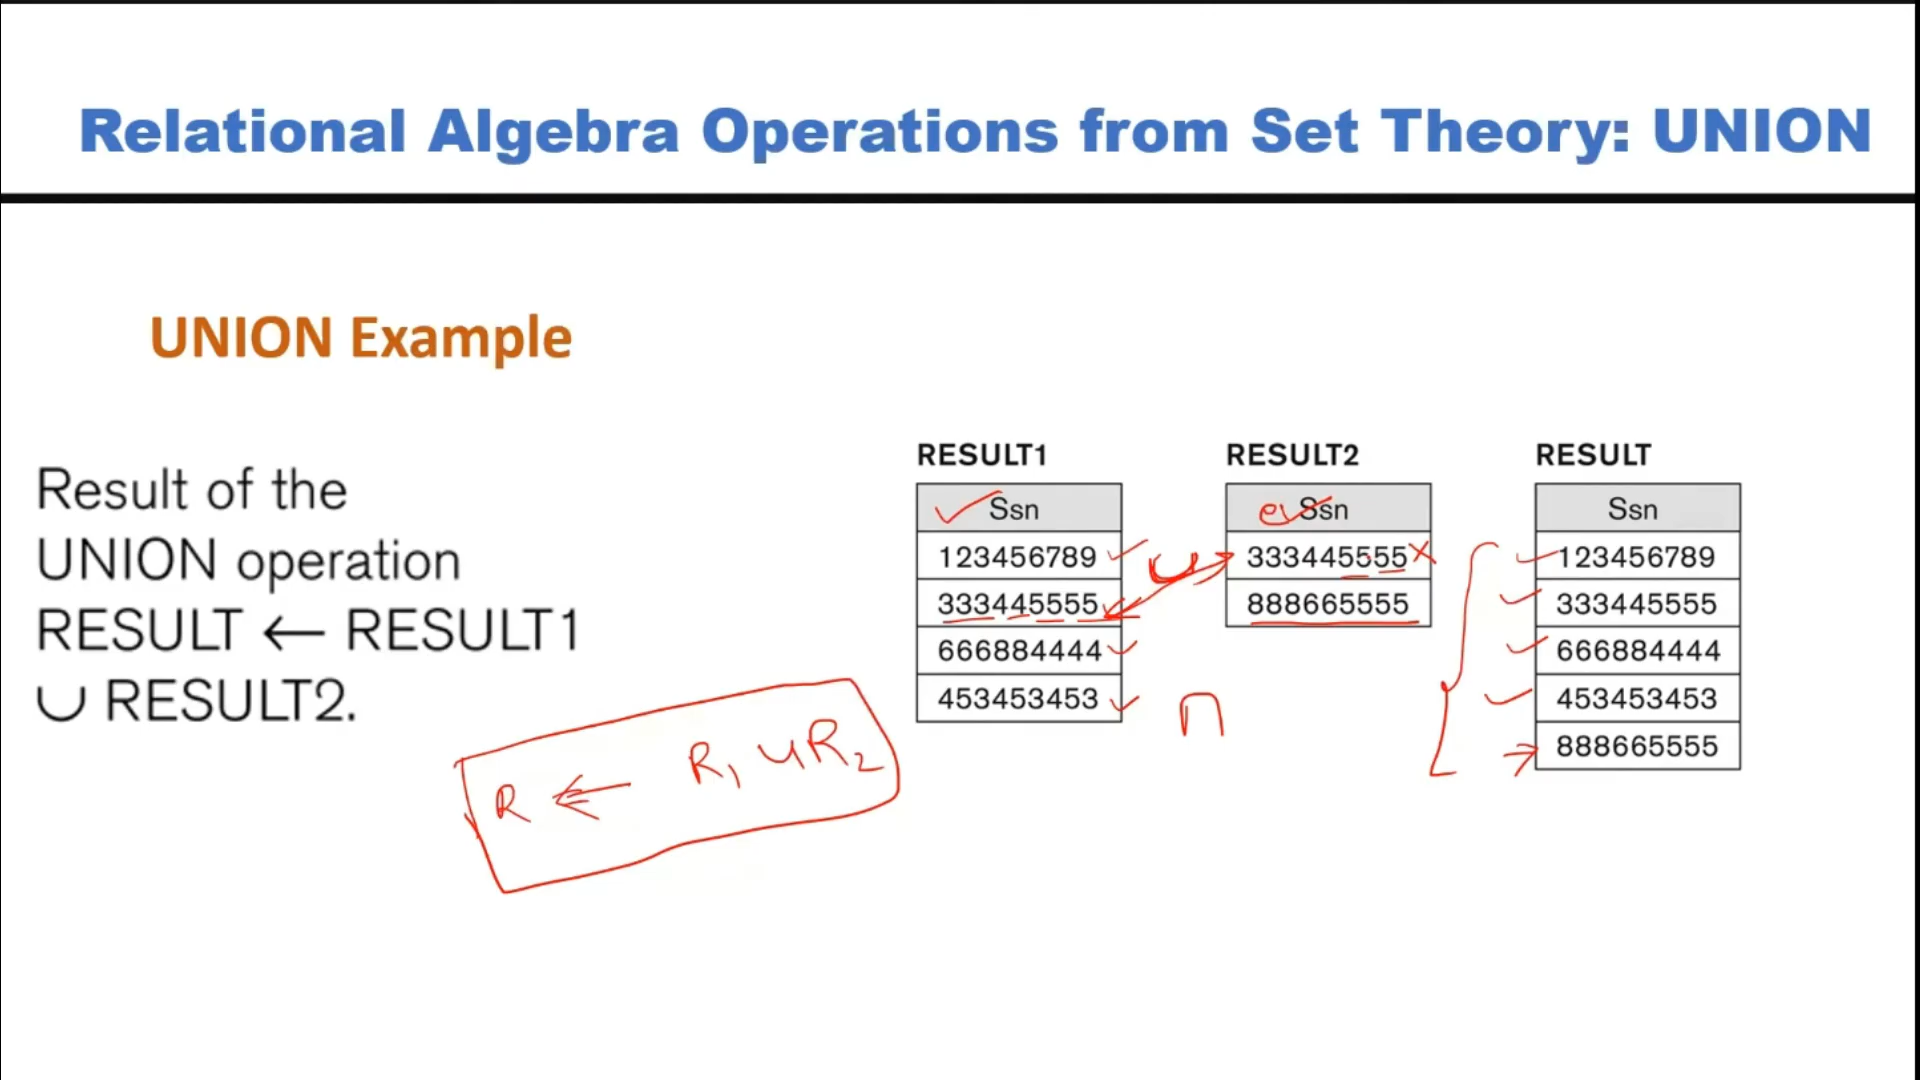 Relational Algebra Operations from Set Theory: UNION
UNION Example
Result of the
UNION operation
RESULT ← RESULT1
∪ RESULT2.
R ← R₁ ∪ R₂
RESULT1
Ssn
123456789
333445555
666884444
453453453
∪
∩
RESULT2
Ssn
333445555
888665555
RESULT
Ssn
123456789
333445555
666884444
453453453
888665555